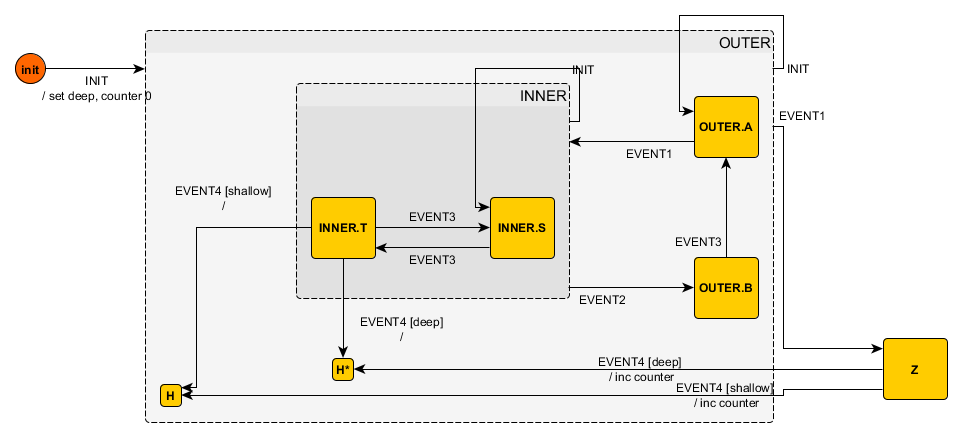 OUTER
init
INIT
/ set deep, counter 0
INIT
INIT
INNER
OUTER.A
EVENT1
EVENT1
EVENT4 [shallow]
/
INNER.T
EVENT3
EVENT3
INNER.S
EVENT3
OUTER.B
EVENT2
EVENT4 [deep]
/
H*
EVENT4 [deep]
/ inc counter
Z
H
EVENT4 [shallow]
/ inc counter